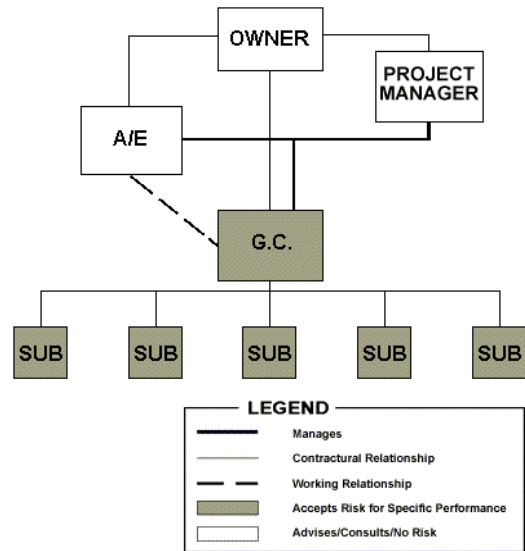 OWNER
PROJECT
MANAGER
A/E
G.C.
SUB SUB SUB SUB SUB
LEGEND
Manages
Contractural Relationship
Working Relationship
Accepts Risk for Specific Performance
Advises/Consults/No Risk